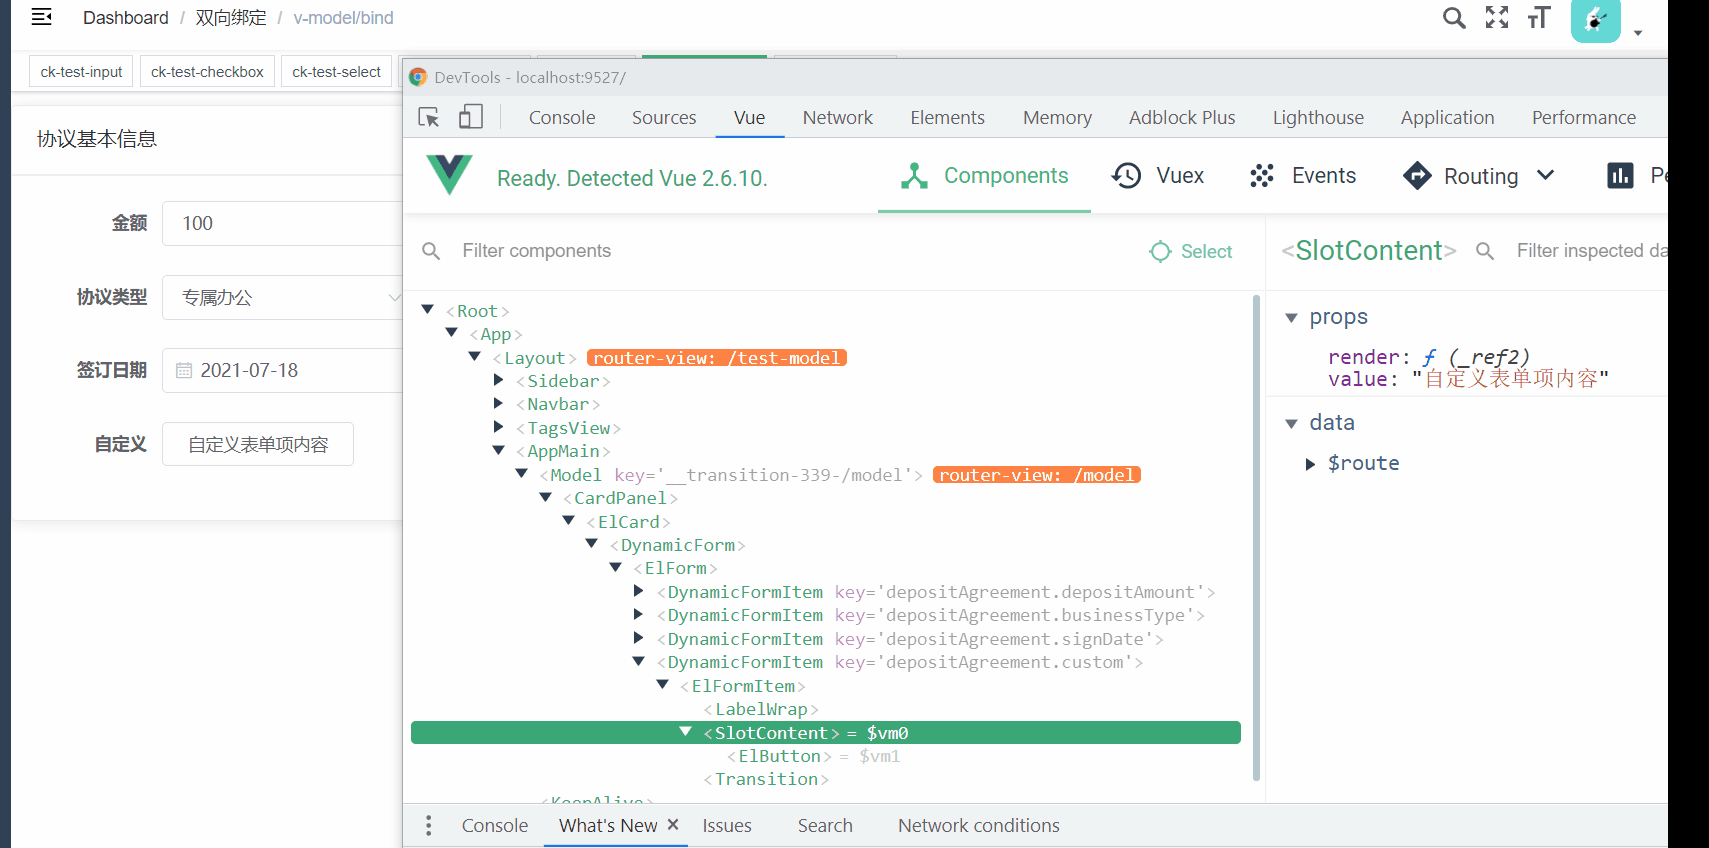 Dashboard / 双向绑定 / v-model/bind
ck-test-input
ck-test-checkbox
ck-test-select
协议基本信息
金额
100
协议类型
专属办公
签订日期
2021-07-18
自定义
自定义表单项内容
DevTools - localhost:9527/
Console
Sources
Vue
Network
Elements
Memory
Adblock Plus
Lighthouse
Application
Performance
Ready. Detected Vue 2.6.10.
Components
Vuex
Events
Routing
Pe
Filter components
Select
<Root>
<App>
<Layout> router-view: /test-model
<Sidebar>
<Navbar>
<TagsView>
<AppMain>
<Model key='__transition-339-/model'> router-view: /model
<CardPanel>
<ElCard>
<DynamicForm>
<ElForm>
<DynamicFormItem key='depositAgreement.depositAmount'>
<DynamicFormItem key='depositAgreement.businessType'>
<DynamicFormItem key='depositAgreement.signDate'>
<DynamicFormItem key='depositAgreement.custom'>
<ElFormItem>
<LabelWrap>
<SlotContent> = $vm0
<ElButton> = $vm1
<Transition>
<KeepAlive>
<SlotContent>
Filter inspected da
props
render: ƒ (_ref2)
value: "自定义表单项内容"
data
$route
Console
What's New ×
Issues
Search
Network conditions